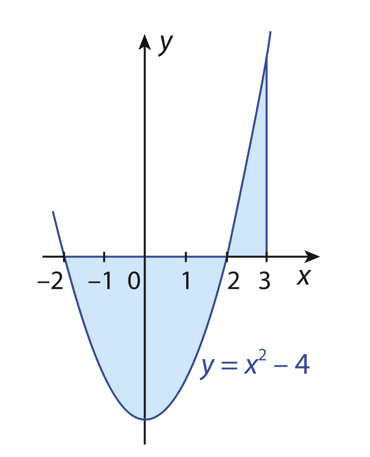 y
–2 –1 0 1 2 3 x
y = x² – 4